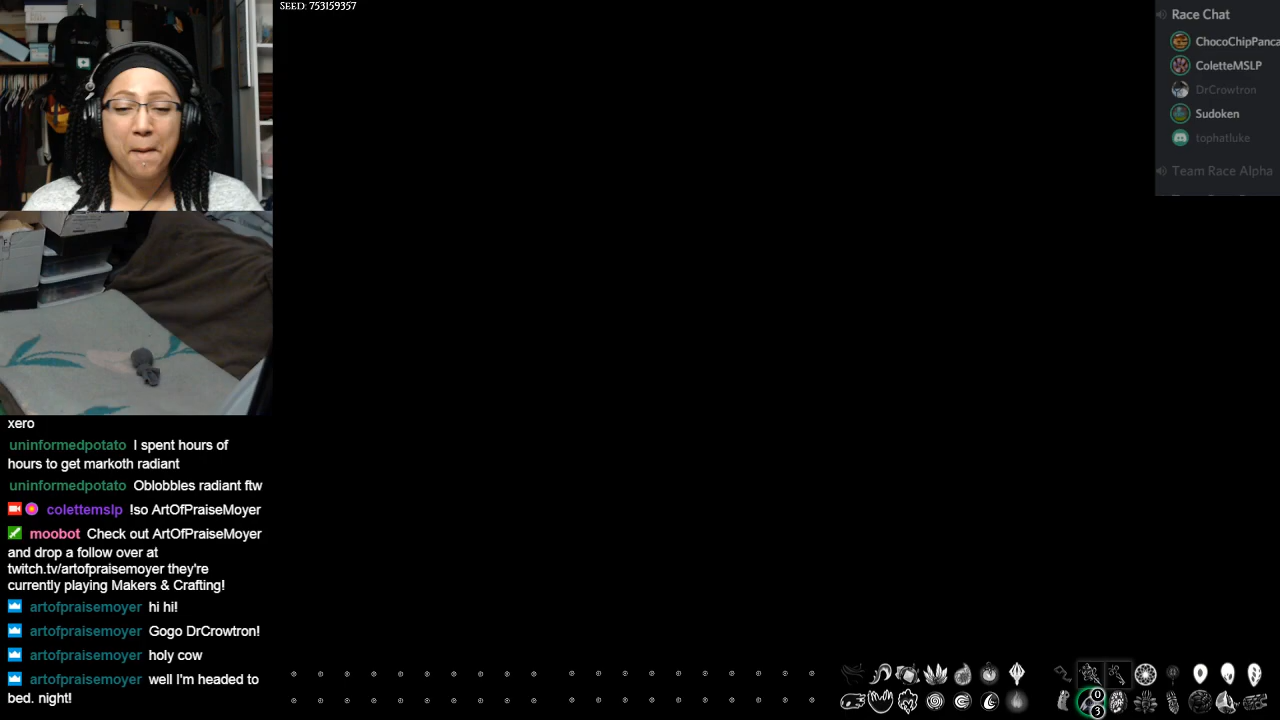 SEED: 753159357
Race Chat
ChocoChipPanca
ColetteMSLP
DrCrowtron
Sudoken
tophatluke
Team Race Alpha
xero
uninformedpotato I spent hours of
hours to get markoth radiant
uninformedpotato Oblobbles radiant ftw
colettemslp !so ArtOfPraiseMoyer
moobot Check out ArtOfPraiseMoyer
and drop a follow over at
twitch.tv/artofpraisemoyer they're
currently playing Makers & Crafting!
artofpraisemoyer hi hi!
artofpraisemoyer Gogo DrCrowtron!
artofpraisemoyer holy cow
artofpraisemoyer well I'm headed to
bed. night!
0
3